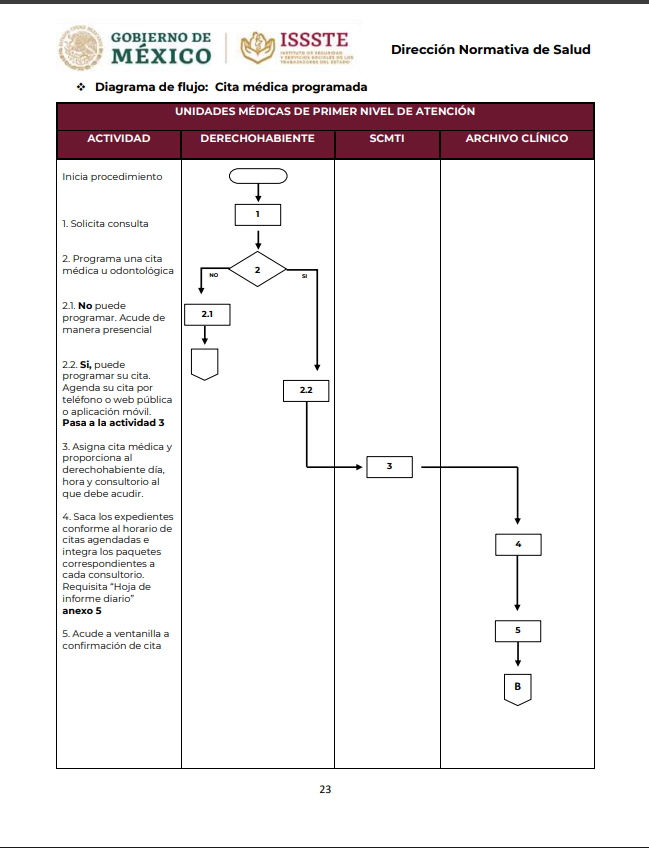 GOBIERNO DE
MÉXICO
ISSSTE
INSTITUTO DE SEGURIDAD
Y SERVICIOS SOCIALES DE LOS
TRABAJADORES DEL ESTADO
Dirección Normativa de Salud
❖ Diagrama de flujo: Cita médica programada
UNIDADES MÉDICAS DE PRIMER NIVEL DE ATENCIÓN
ACTIVIDAD
DERECHOHABIENTE
SCMTI
ARCHIVO CLÍNICO
Inicia procedimiento
1. Solicita consulta
2. Programa una cita
médica u odontológica
2.1. No puede
programar. Acude de
manera presencial
2.2. Si, puede
programar su cita.
Agenda su cita por
teléfono o web pública
o aplicación móvil.
Pasa a la actividad 3
3. Asigna cita médica y
proporciona al
derechohabiente día,
hora y consultorio al
que debe acudir.
4. Saca los expedientes
conforme al horario de
citas agendadas e
integra los paquetes
correspondientes a
cada consultorio.
Requisita “Hoja de
informe diario”
anexo 5
5. Acude a ventanilla a
confirmación de cita
1
2
NO
SI
2.1
2.2
3
4
5
B
23